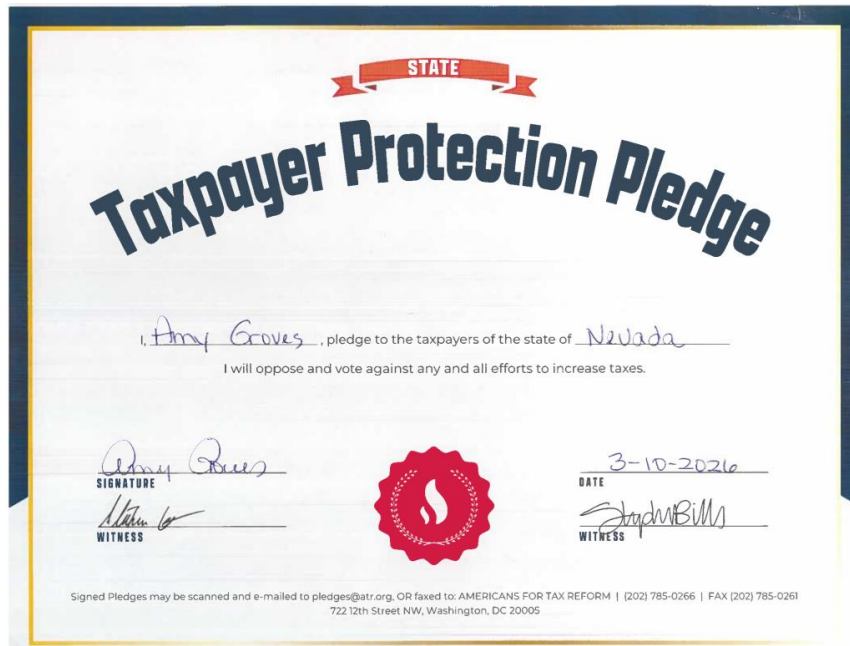 STATE
Taxpayer Protection Pledge
I, Amy Groves, pledge to the taxpayers of the state of Nevada
I will oppose and vote against any and all efforts to increase taxes.
Amy Groves 3-10-2026
SIGNATURE DATE
WITNESS WITNESS
Signed Pledges may be scanned and e-mailed to pledges@atr.org, OR faxed to: AMERICANS FOR TAX REFORM | (202) 785-0266 | FAX (202) 785-0261
722 12th Street NW, Washington, DC 20005